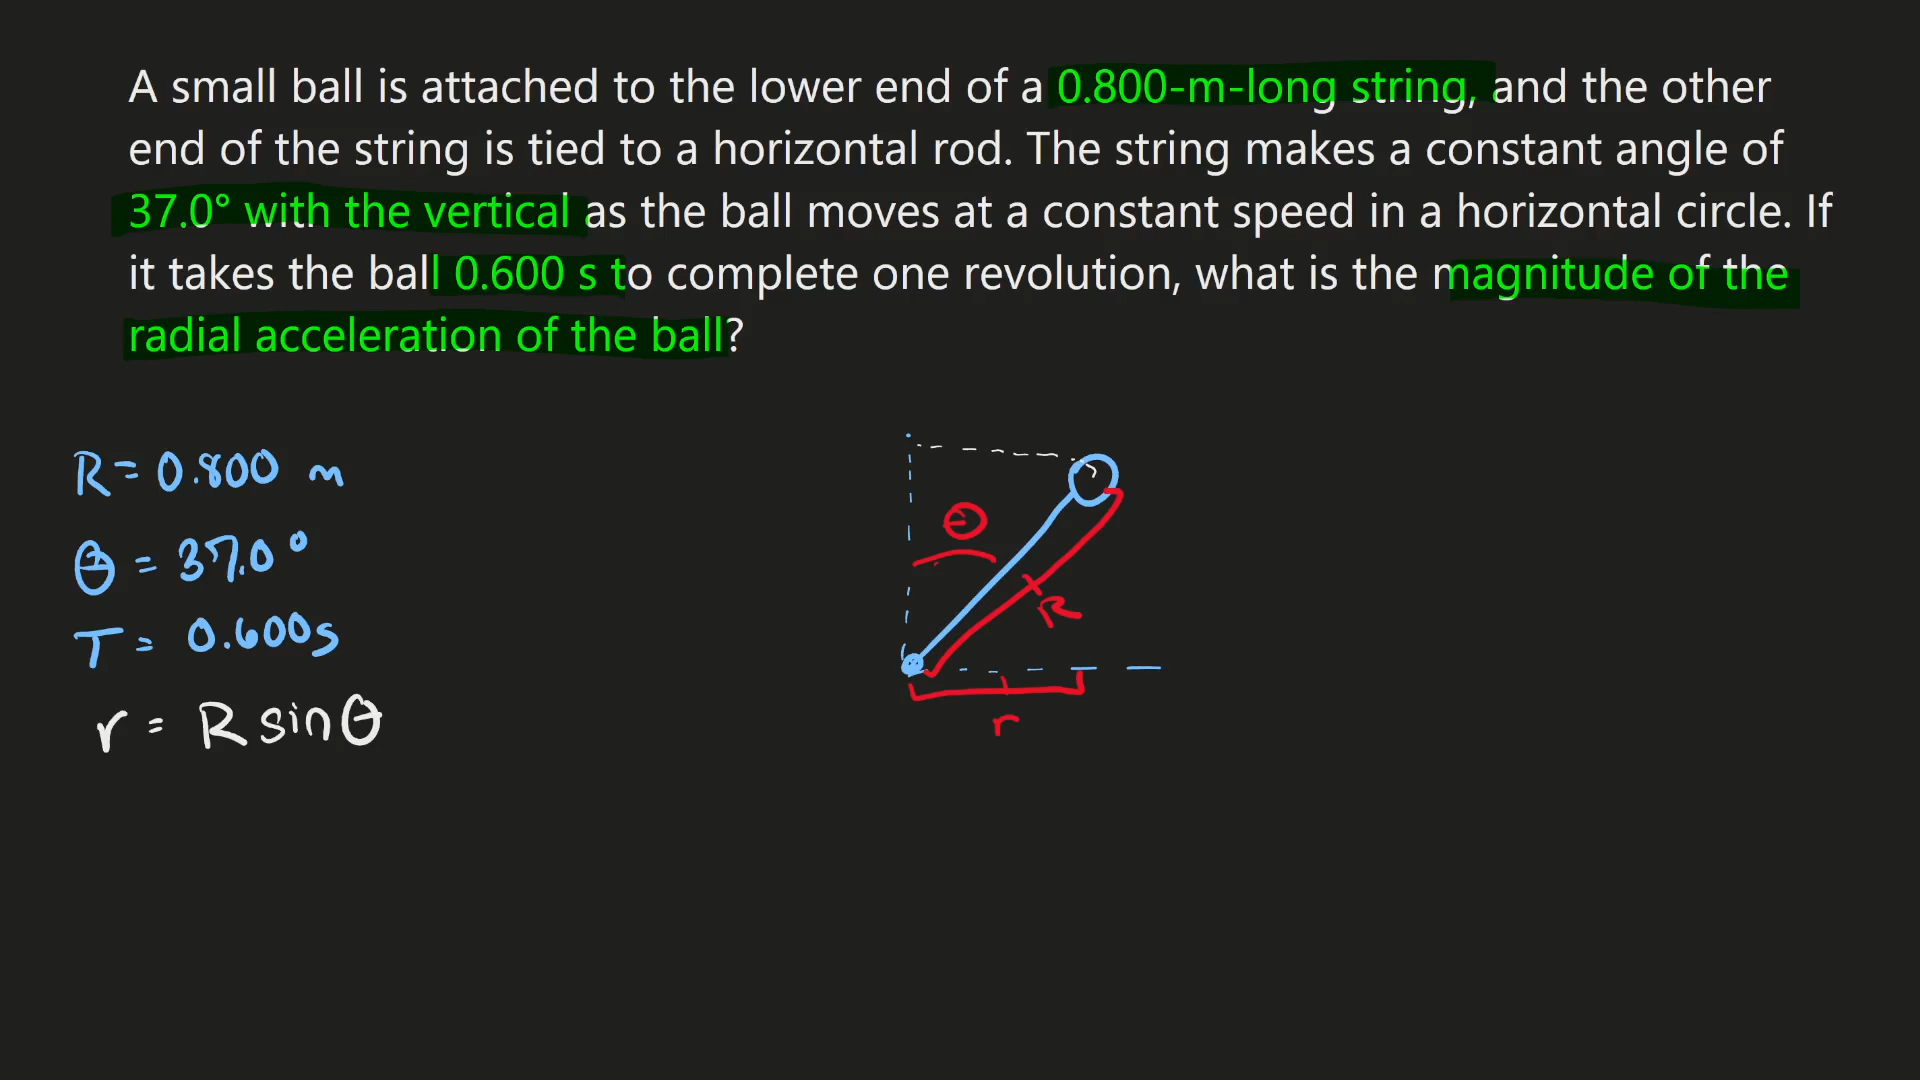 A small ball is attached to the lower end of a 0.800-m-long string, and the other
end of the string is tied to a horizontal rod. The string makes a constant angle of
37.0° with the vertical as the ball moves at a constant speed in a horizontal circle. If
it takes the ball 0.600 s to complete one revolution, what is the magnitude of the
radial acceleration of the ball?
R = 0.800 m
θ = 37.0°
T = 0.600s
r = R sinθ
θ
R
r